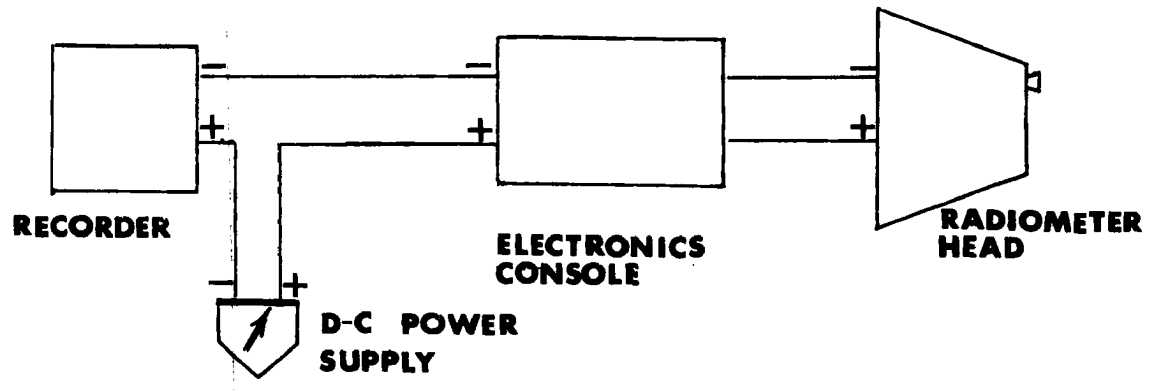 − − −
+ + +
RECORDER
ELECTRONICS
CONSOLE
RADIOMETER
HEAD
− +
D-C POWER
SUPPLY